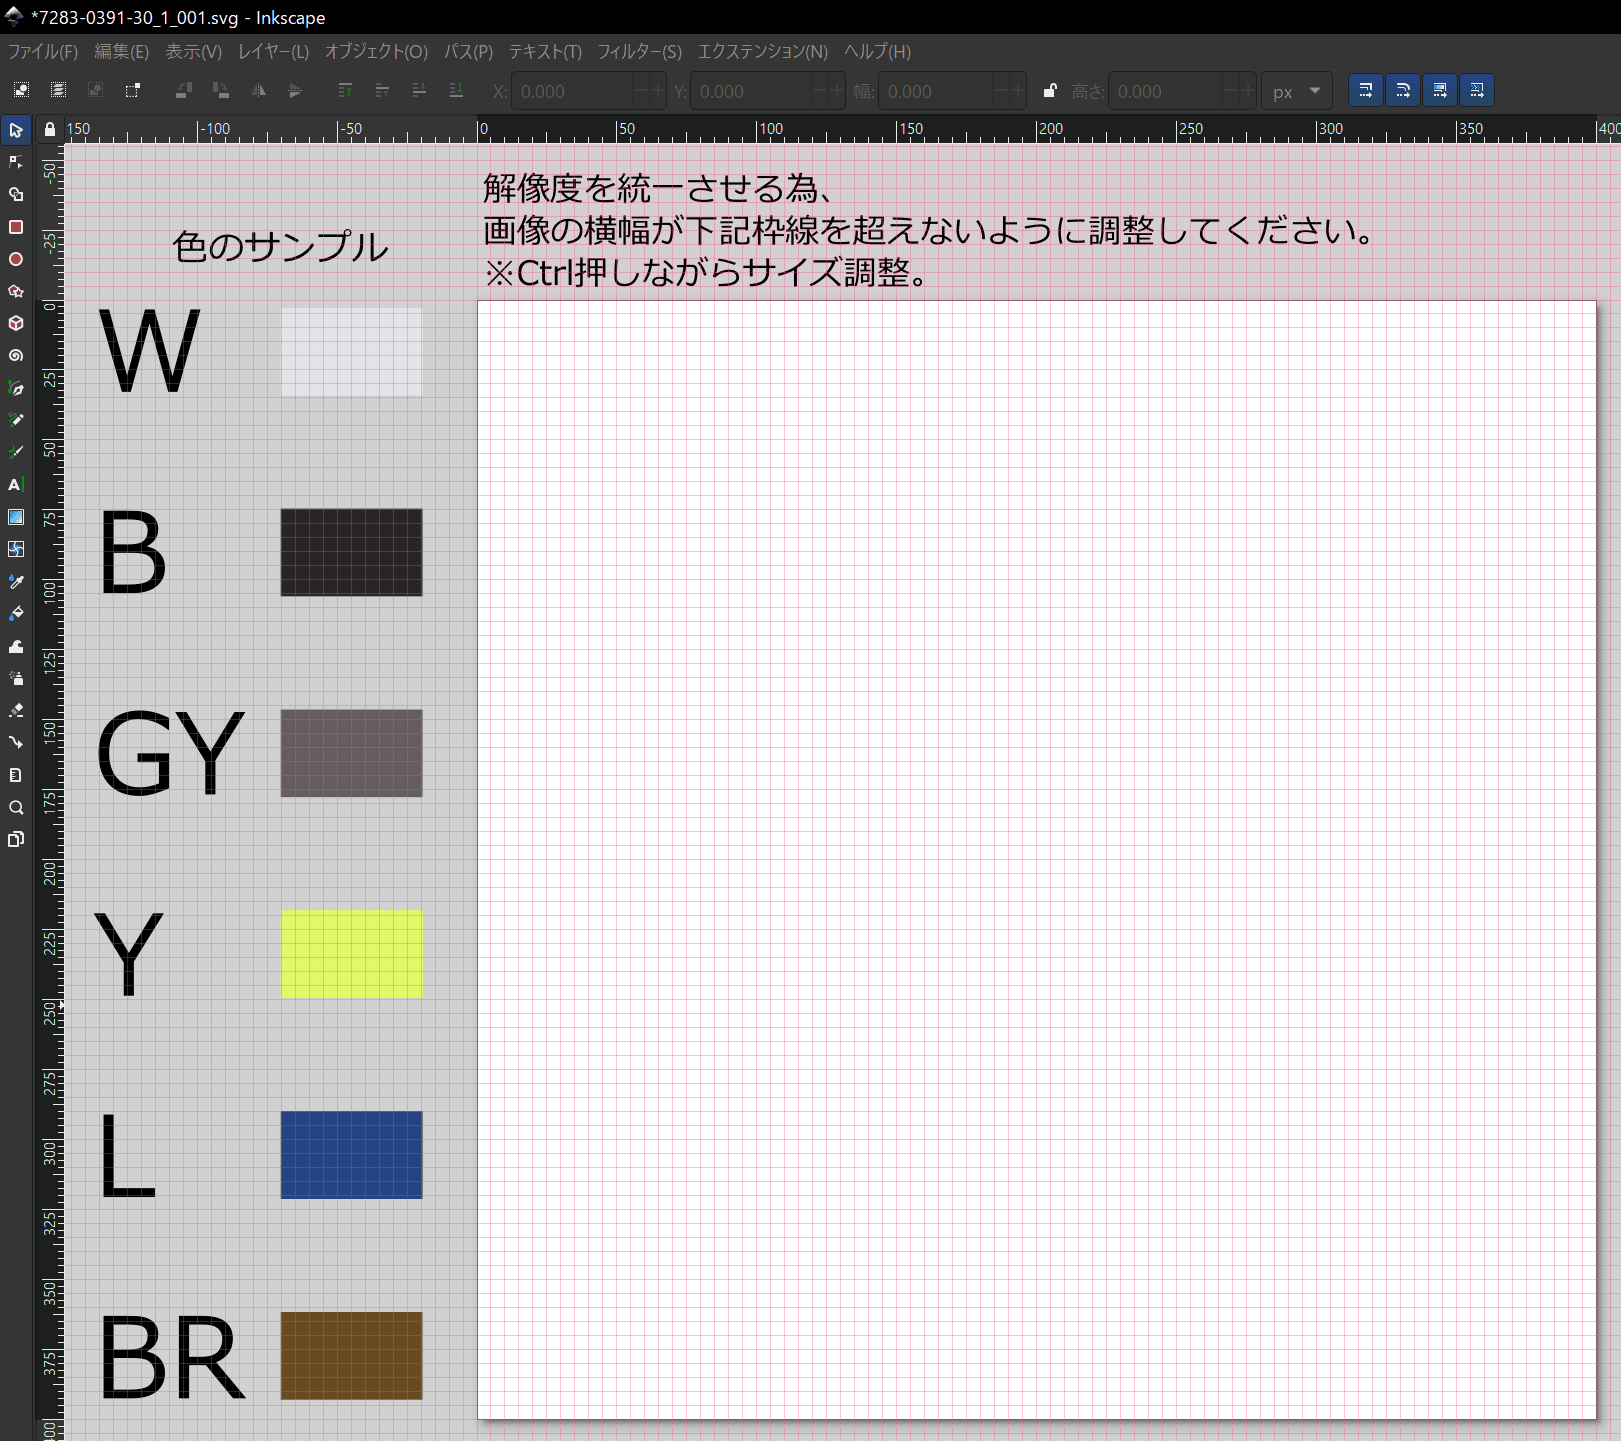 *7283-0391-30_1_001.svg - Inkscape
ファイル(F) 編集(E) 表示(V) レイヤー(L) オブジェクト(O) パス(P) テキスト(T) フィルター(S) エクステンション(N) ヘルプ(H)
X: 0.000 Y: 0.000 幅: 0.000 高さ: 0.000 px
150 -100 -50 0 50 100 150 200 250 300 350 400
-50
-25
0
25
50
75
100
125
150
175
200
225
250
275
300
325
350
375
400
解像度を統一させる為、
画像の横幅が下記枠線を超えないように調整してください。
※Ctrl押しながらサイズ調整。
色のサンプル
W
B
GY
Y
L
BR